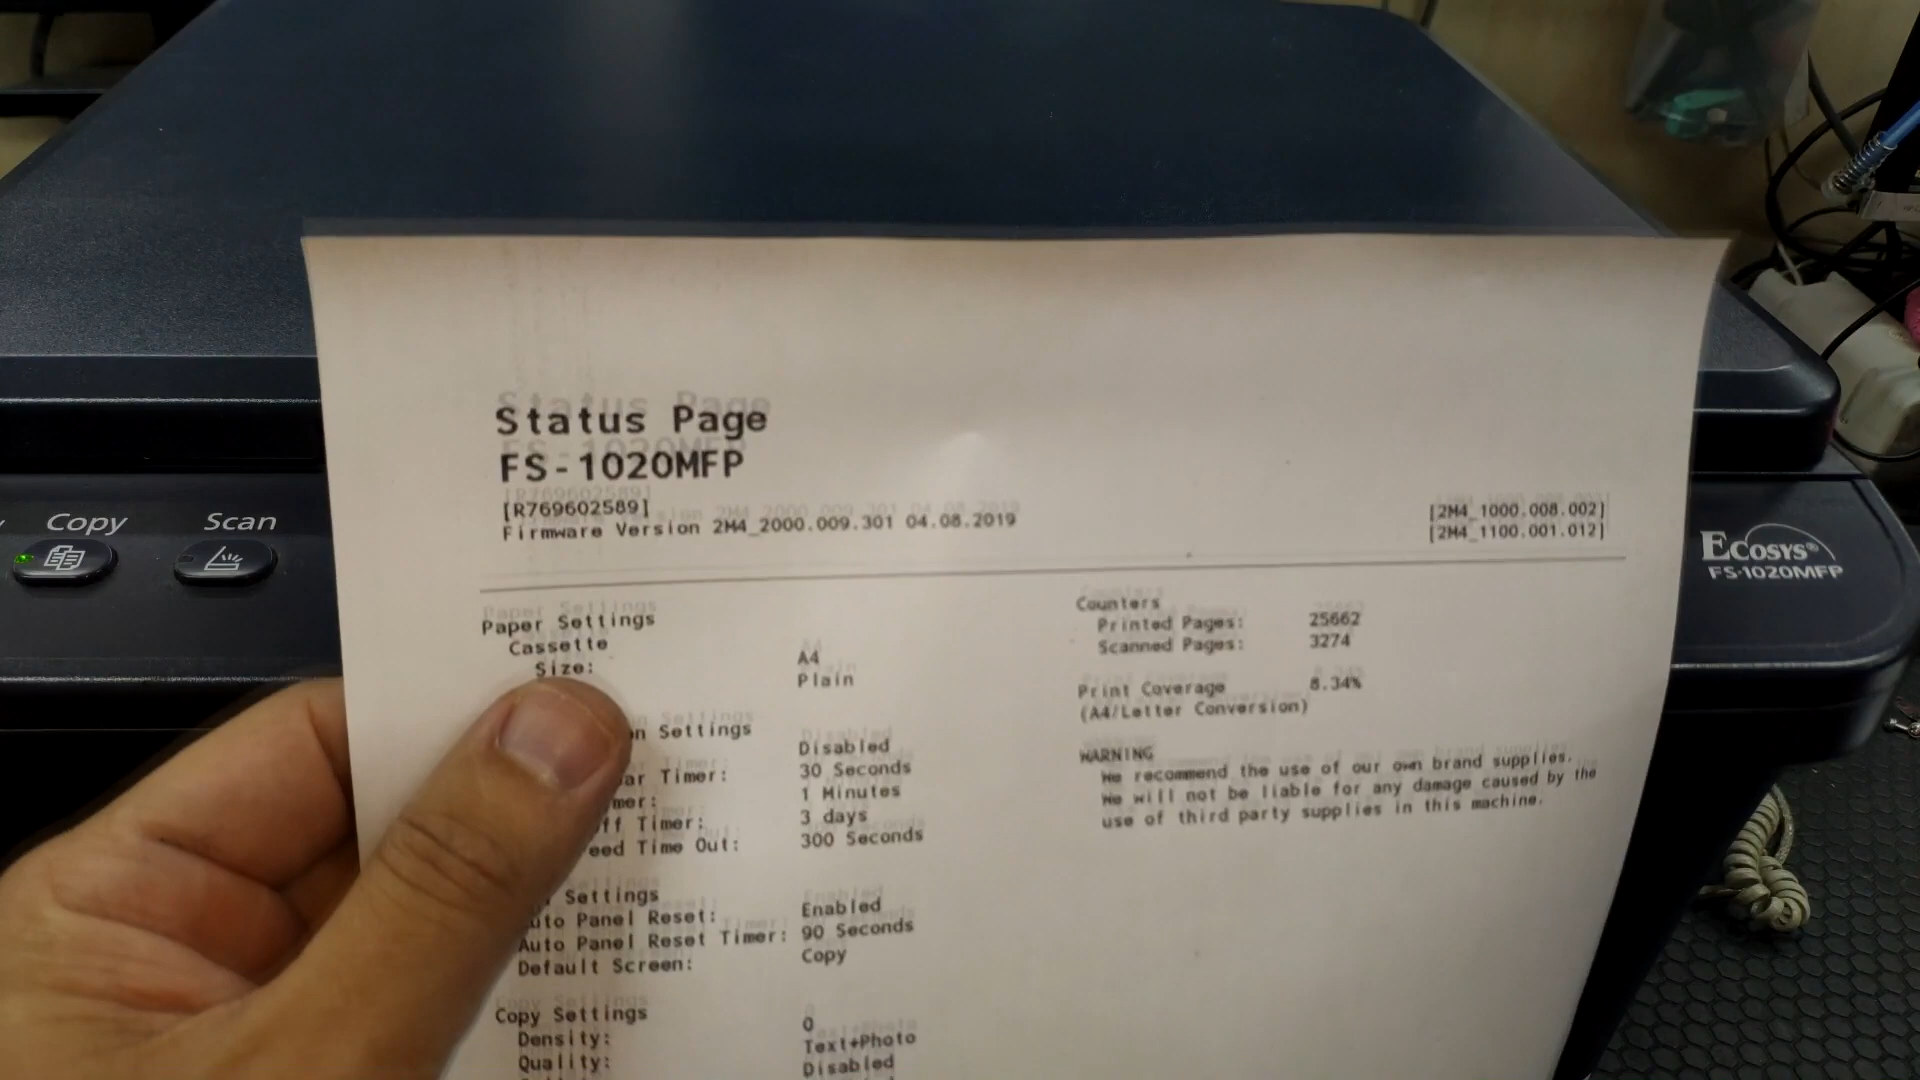 Status Page
FS-1020MFP
[R769602589]
Firmware Version 2M4_2000.009.301 04.08.2019
[2M4_1000.008.002]
[2M4_1100.001.012]
Paper Settings
Cassette
Size: A4
Plain
n Settings
Disabled
ar Timer: 30 Seconds
mer: 1 Minutes
ff Timer: 3 days
eed Time Out: 300 Seconds
Settings
uto Panel Reset: Enabled
Auto Panel Reset Timer: 90 Seconds
Default Screen: Copy
Copy Settings
Density: 0
Quality: Text+Photo
Disabled
Counters
Printed Pages: 25662
Scanned Pages: 3274
Print Coverage 8.34%
(A4/Letter Conversion)
WARNING
We recommend the use of our own brand supplies.
We will not be liable for any damage caused by the
use of third party supplies in this machine.
Copy
Scan
ECOSYS®
FS-1020MFP